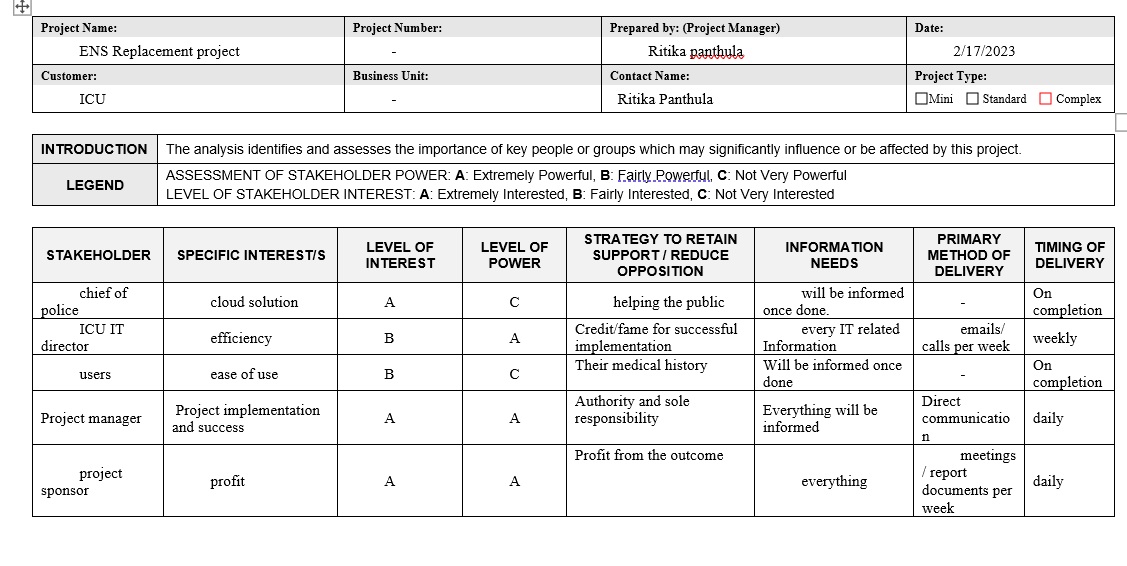 Project Name: Project Number: Prepared by: (Project Manager) Date:
ENS Replacement project - Ritika panthula 2/17/2023
Customer: Business Unit: Contact Name: Project Type:
ICU - Ritika Panthula Mini Standard Complex
INTRODUCTION The analysis identifies and assesses the importance of key people or groups which may significantly influence or be affected by this project.
LEGEND
ASSESSMENT OF STAKEHOLDER POWER: A: Extremely Powerful, B: Fairly Powerful, C: Not Very Powerful
LEVEL OF STAKEHOLDER INTEREST: A: Extremely Interested, B: Fairly Interested, C: Not Very Interested
STAKEHOLDER
SPECIFIC INTEREST/S
LEVEL OF
INTEREST
LEVEL OF
POWER
STRATEGY TO RETAIN
SUPPORT / REDUCE
OPPOSITION
INFORMATION
NEEDS
PRIMARY
METHOD OF
DELIVERY
TIMING OF
DELIVERY
chief of
police
cloud solution
A
C
helping the public
will be informed
once done.
-
On
completion
ICU IT
director
efficiency
B
A
Credit/fame for successful
implementation
every IT related
Information
emails/
calls per week
weekly
users
ease of use
B
C
Their medical history
Will be informed once
done
-
On
completion
Project manager
Project implementation
and success
A
A
Authority and sole
responsibility
Everything will be
informed
Direct
communicatio
n
daily
project
sponsor
profit
A
A
Profit from the outcome
everything
meetings
/ report
documents per
week
daily